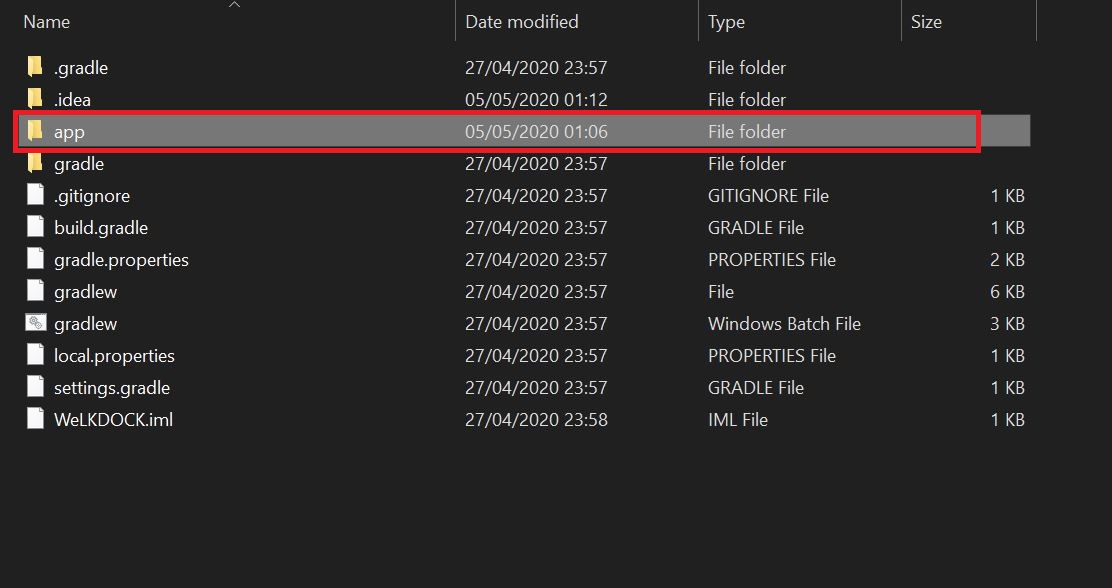 Name Date modified Type Size
.gradle 27/04/2020 23:57 File folder
.idea 05/05/2020 01:12 File folder
app 05/05/2020 01:06 File folder
gradle 27/04/2020 23:57 File folder
.gitignore 27/04/2020 23:57 GITIGNORE File 1 KB
build.gradle 27/04/2020 23:57 GRADLE File 1 KB
gradle.properties 27/04/2020 23:57 PROPERTIES File 2 KB
gradlew 27/04/2020 23:57 File 6 KB
gradlew 27/04/2020 23:57 Windows Batch File 3 KB
local.properties 27/04/2020 23:57 PROPERTIES File 1 KB
settings.gradle 27/04/2020 23:57 GRADLE File 1 KB
WeLKDOCK.iml 27/04/2020 23:58 IML File 1 KB